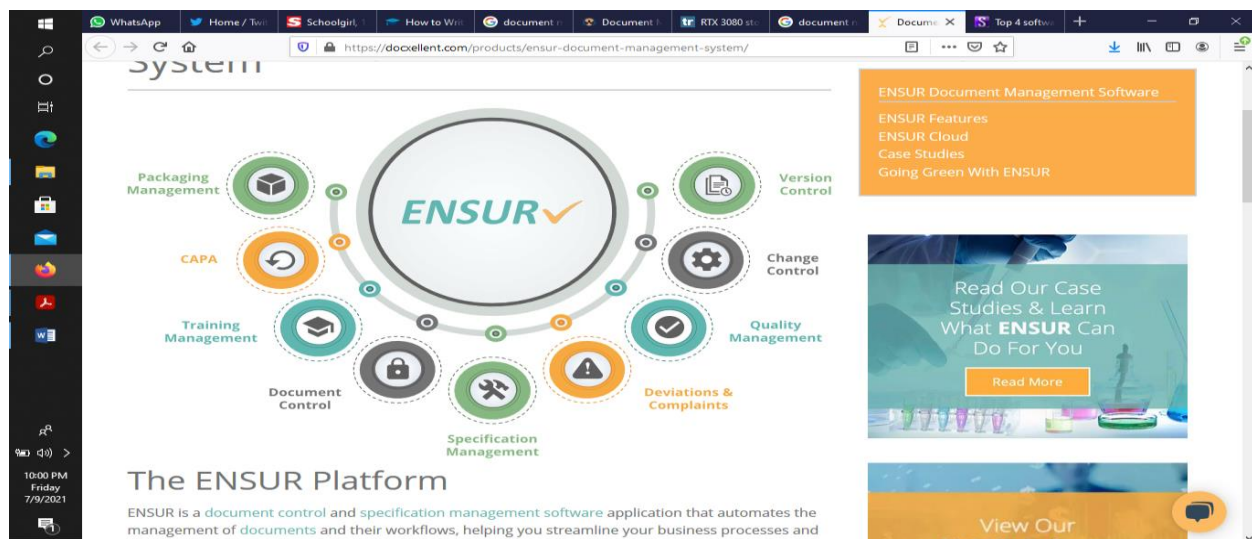 WhatsApp
Home / Twi
Schoolgirl,
How to Writ
document
Document
RTX 3080 sto
document
Docume
Top 4 softwa
https://docxellent.com/products/ensur-document-management-system/
System
ENSUR Document Management Software
ENSUR Features
ENSUR Cloud
Case Studies
Going Green With ENSUR
ENSUR
Packaging
Management
CAPA
Training
Management
Document
Control
Specification
Management
Deviations &
Complaints
Quality
Management
Change
Control
Version
Control
Read Our Case
Studies & Learn
What ENSUR Can
Do For You
Read More
The ENSUR Platform
ENSUR is a document control and specification management software application that automates the
management of documents and their workflows, helping you streamline your business processes and
View Our
10:00 PM
Friday
7/9/2021